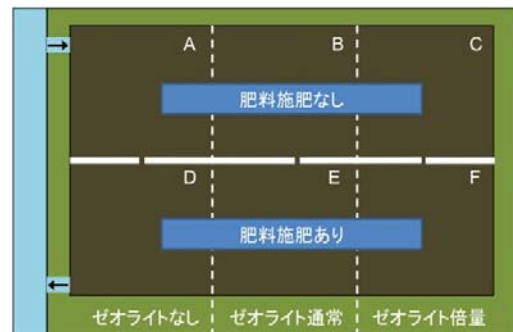 A B C
肥料施肥なし
D E F
肥料施肥あり
ゼオライトなし ゼオライト通常 ゼオライト倍量